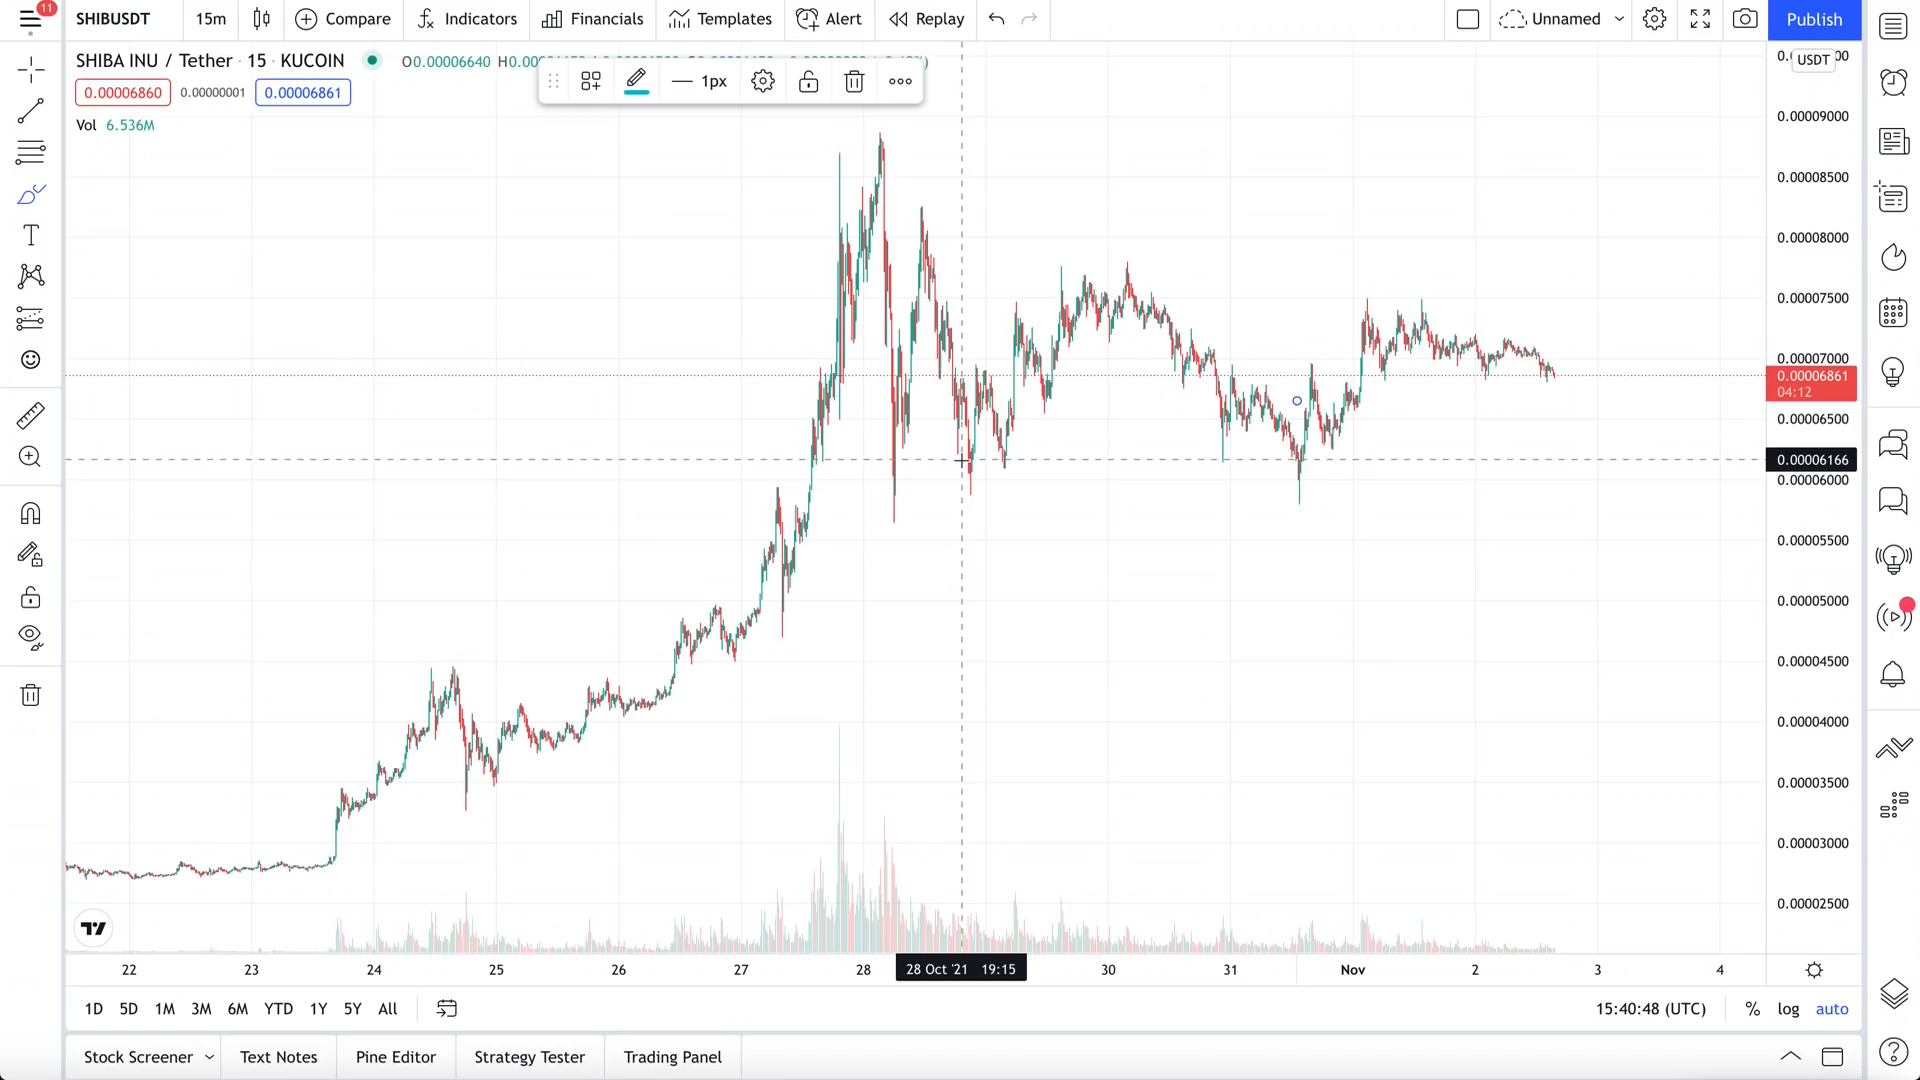 11
SHIBUSDT
15m
Compare
Indicators
Financials
Templates
Alert
Replay
Unnamed
Publish
SHIBA INU / Tether · 15 · KUCOIN
O0.00006640 H0.000
0.00006860
0.00000001
0.00006861
1px
Vol 6.536M
USDT
0.00009000
0.00008500
0.00008000
0.00007500
0.00007000
0.00006861
04:12
0.00006500
0.00006166
0.00006000
0.00005500
0.00005000
0.00004500
0.00004000
0.00003500
0.00003000
0.00002500
22
23
24
25
26
27
28
28 Oct '21 19:15
30
31
Nov
2
3
4
1D
5D
1M
3M
6M
YTD
1Y
5Y
All
15:40:48 (UTC)
%
log
auto
Stock Screener
Text Notes
Pine Editor
Strategy Tester
Trading Panel